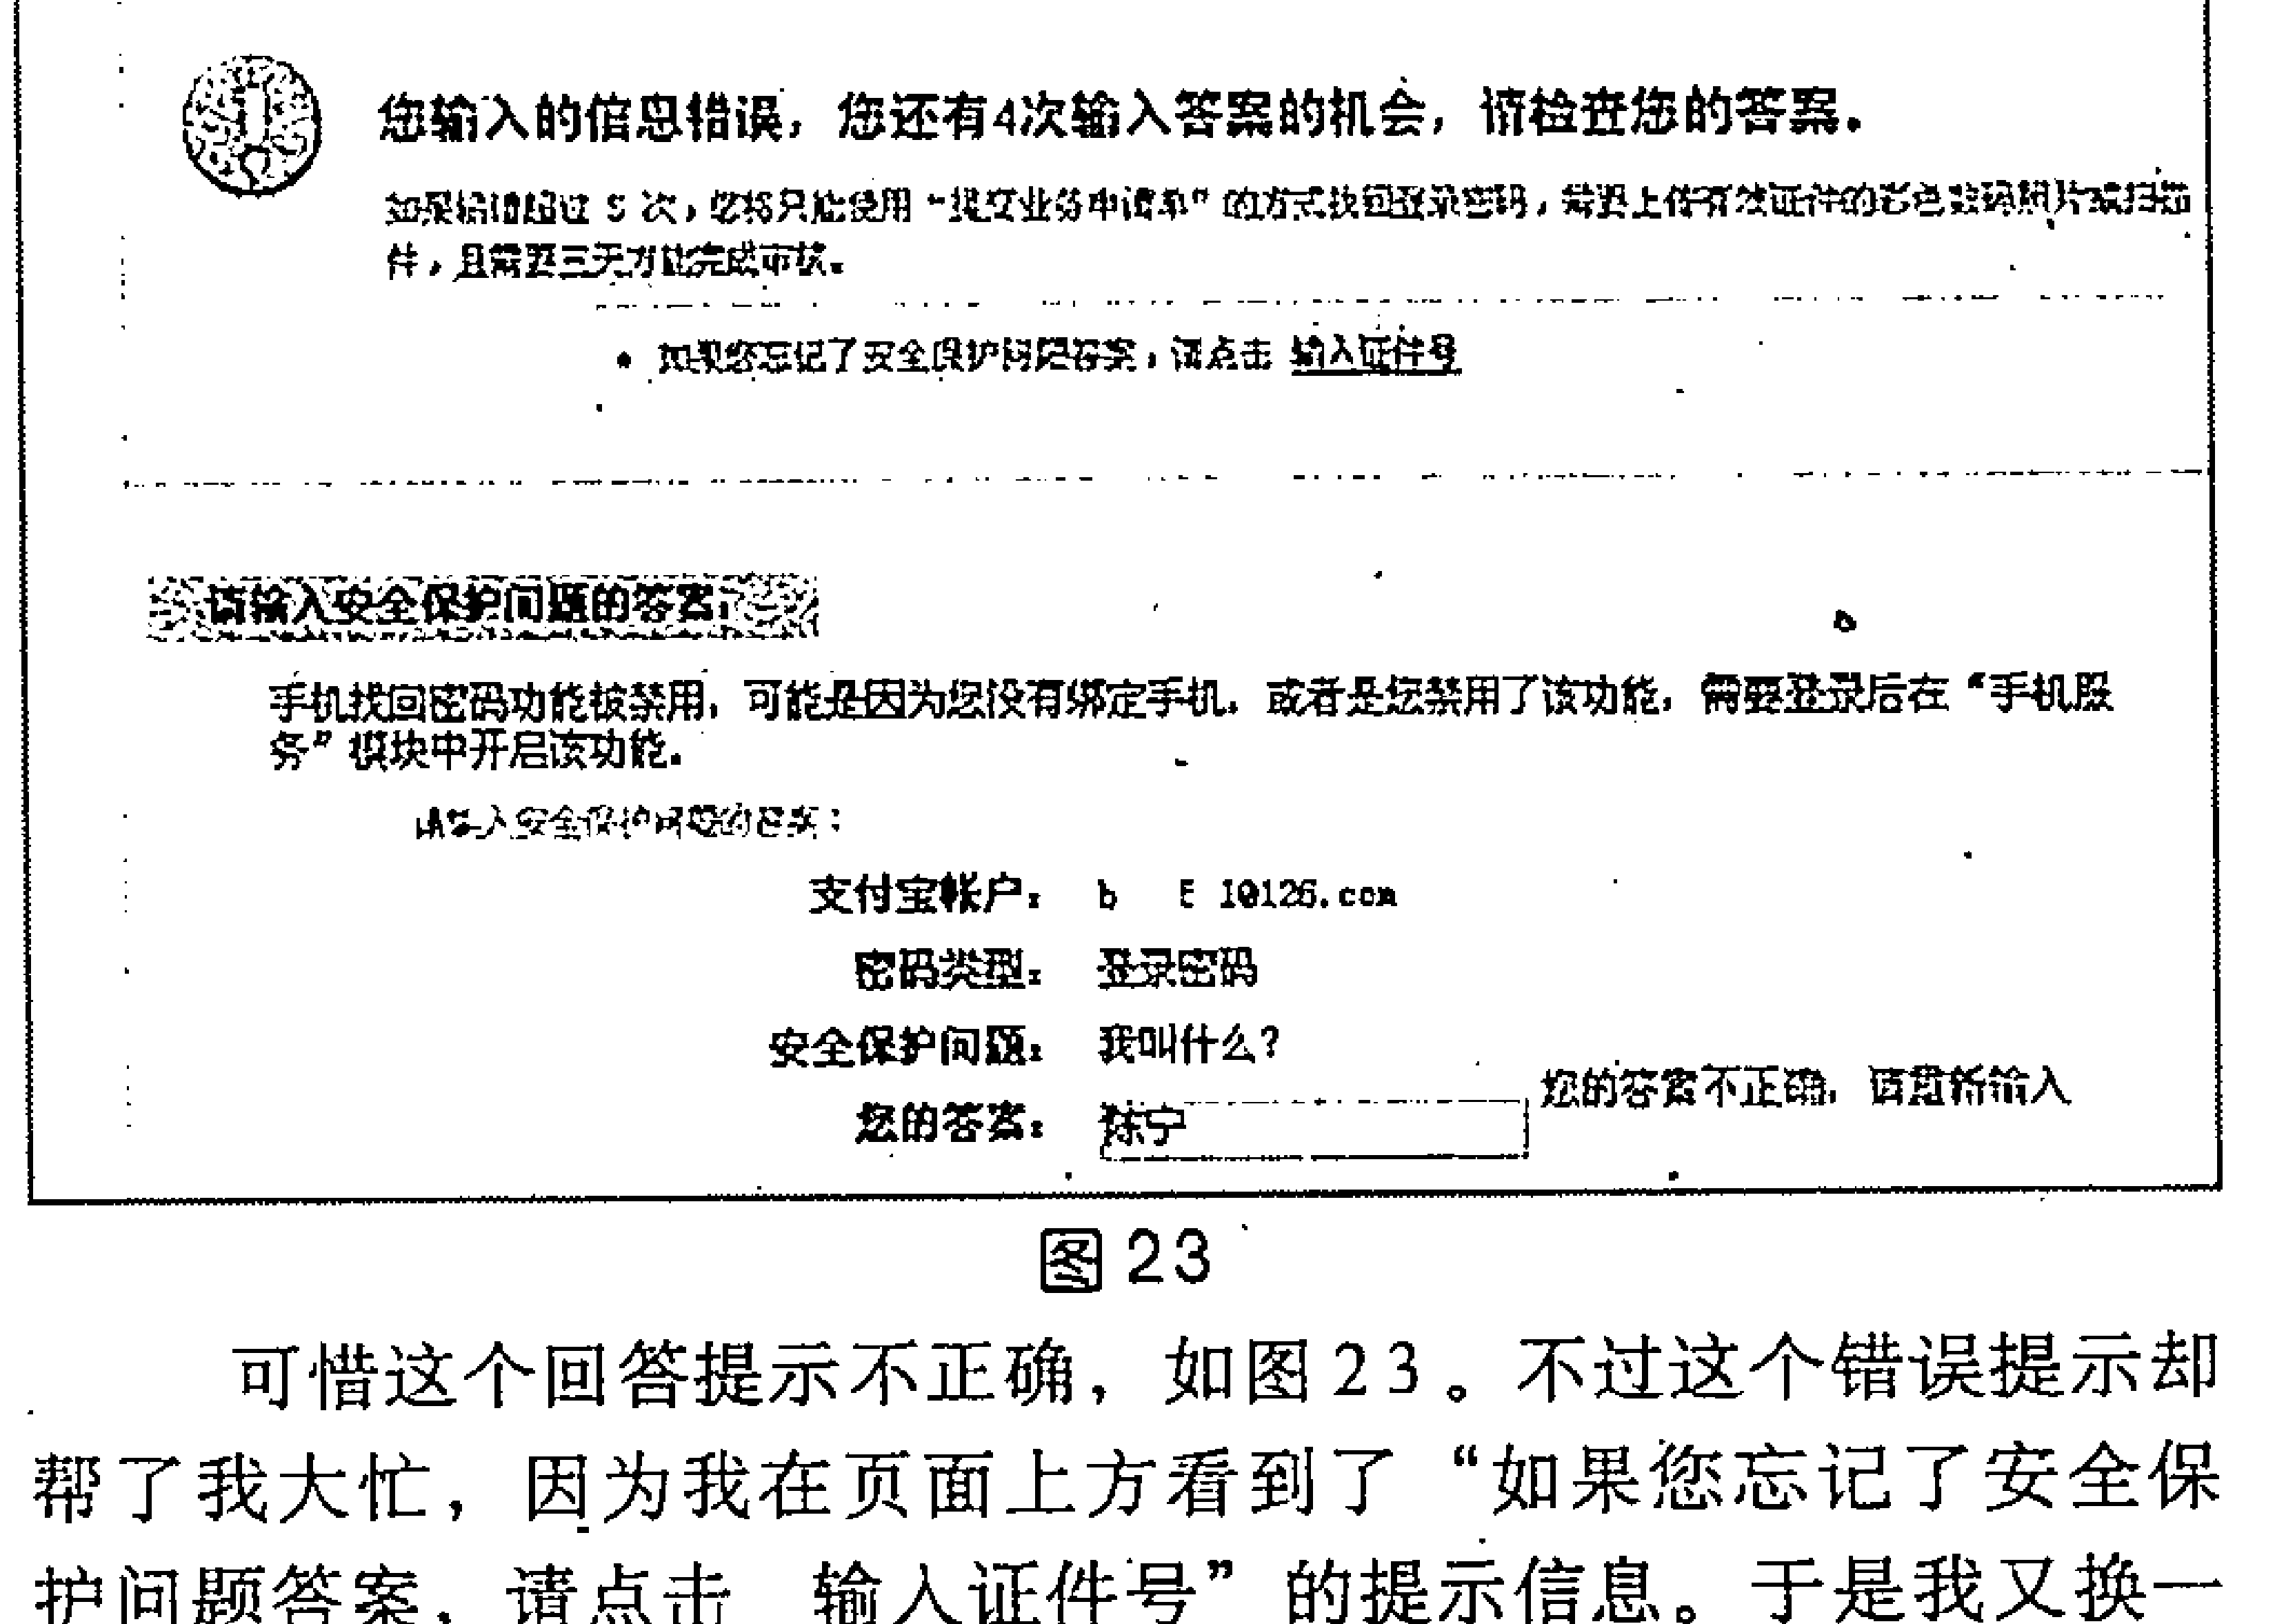 您输入的信息错误，您还有4次输入答案的机会，请检查您的答案。
如果输错超过 5 次，您将只能使用“提交业务申请单”的方式找回登录密码，需要上传有效证件的彩色数码照片或扫描
件，且需要三天方能完成审核。
• 如果您忘记了安全保护问题答案，请点击 输入证件号
请输入安全保护问题的答案
手机找回密码功能被禁用，可能是因为您没有绑定手机，或者是您禁用了该功能，需要登录后在“手机服
务”模块中开启该功能。
请输入安全保护问题的答案：
支付宝帐户： b
密码类型： 登录密码
安全保护问题： 我叫什么？
您的答案不正确，请重新输入
您的答案： 陈宁
图 23
可惜这个回答提示不正确，如图 23。不过这个错误提示却
帮了我大忙，因为我在页面上方看到了“如果您忘记了安全保
护问题答案，请点击 输入证件号”的提示信息。于是我又换一